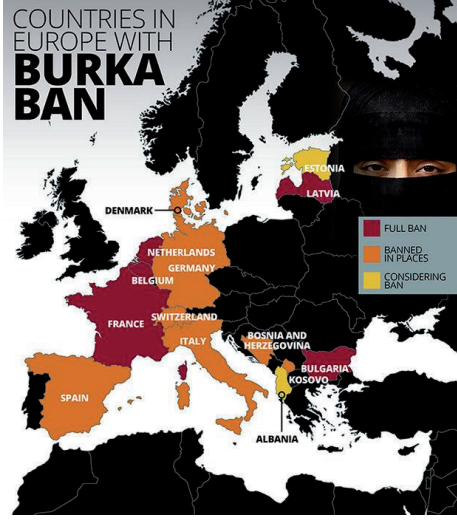 COUNTRIES IN
EUROPE WITH
BURKA
BAN
ESTONIA
LATVIA
DENMARK
FULL BAN
BANNED
IN PLACES
CONSIDERING
BAN
NETHERLANDS
GERMANY
BELGIUM
SWITZERLAND
FRANCE
ITALY
BOSNIA AND
HERZEGOVINA
BULGARIA
KOSOVO
SPAIN
ALBANIA